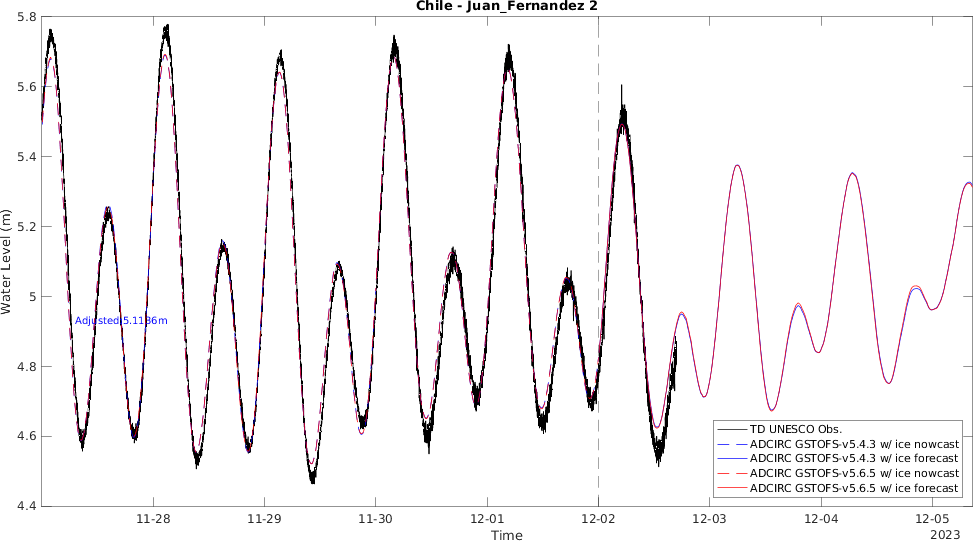 Chile - Juan_Fernandez 2
5.8
5.6
5.4
5.2
5
4.8
4.6
4.4
Water Level (m)
Adjusted:5.1136m
TD UNESCO Obs.
ADCIRC GSTOFS-v5.4.3 w/ ice nowcast
ADCIRC GSTOFS-v5.4.3 w/ ice forecast
ADCIRC GSTOFS-v5.6.5 w/ ice nowcast
ADCIRC GSTOFS-v5.6.5 w/ ice forecast
11-28
11-29
11-30
12-01
12-02
12-03
12-04
12-05
Time
2023